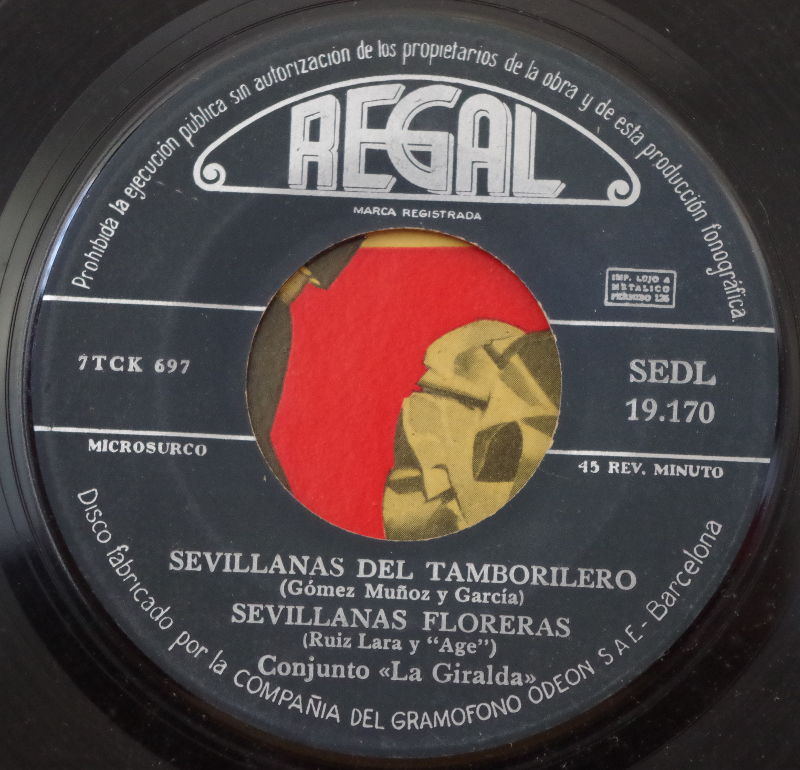 Prohibida la ejecución pública sin autorización de los propietarios de la obra y de esta producción fonográfica.
REGAL
MARCA REGISTRADA
IMP. LUJO A
METALICO
PERMISO 126
7TCK 697
SEDL
19.170
MICROSURCO
45 REV. MINUTO
SEVILLANAS DEL TAMBORILERO
(Gómez Muñoz y García)
SEVILLANAS FLORERAS
(Ruiz Lara y “Age”)
Conjunto «La Giralda»
Disco fabricado por la COMPAÑIA DEL GRAMOFONO ODEON S A E.- Barcelona